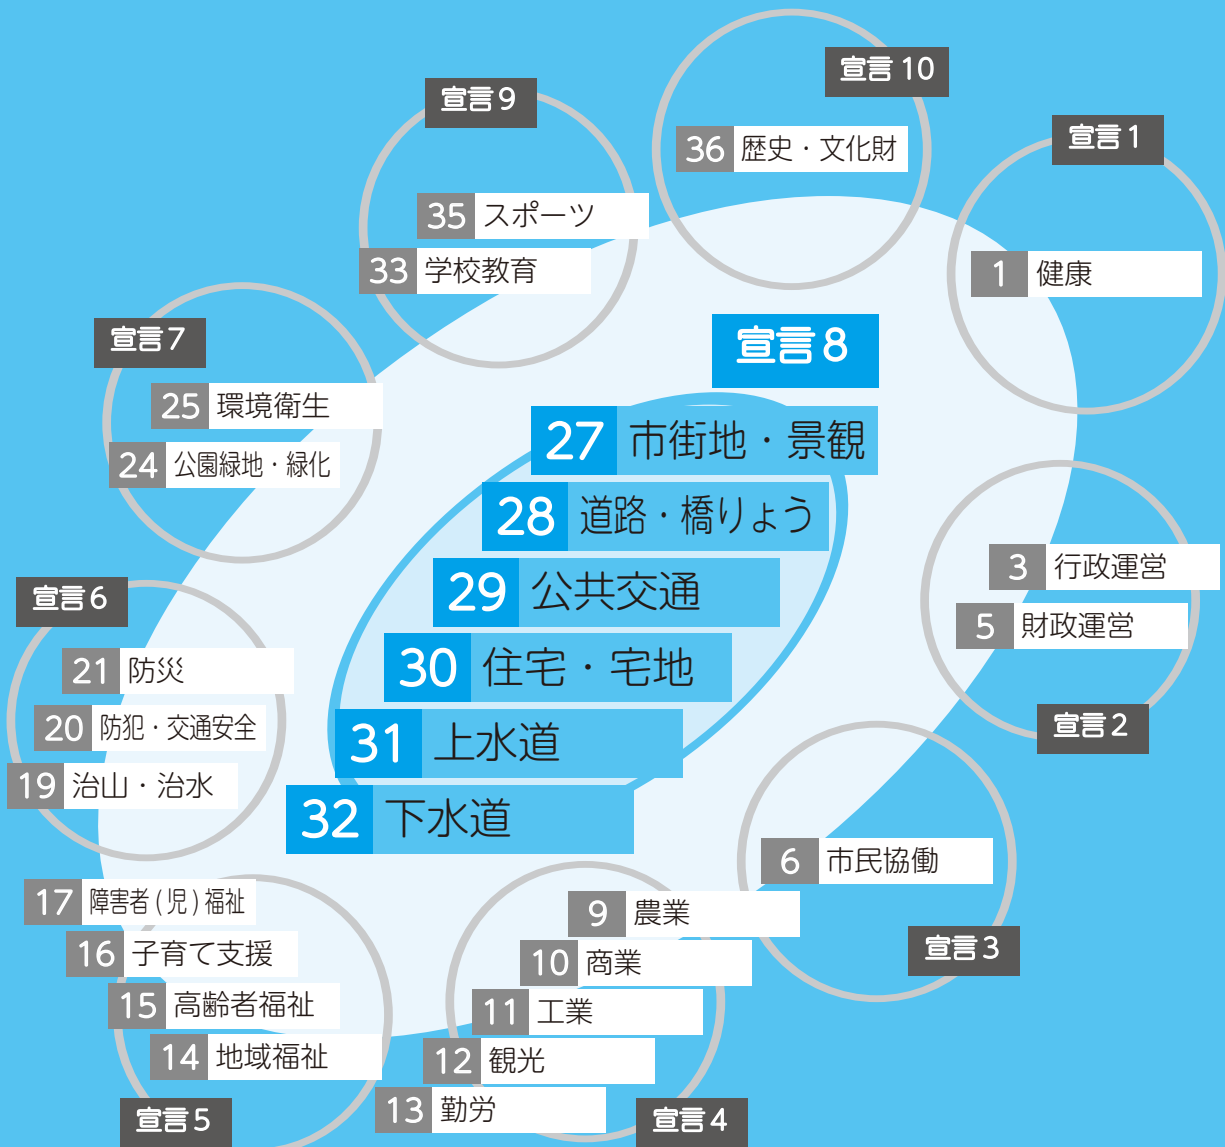 宣言10
36 歴史・文化財
宣言9
35 スポーツ
33 学校教育
宣言1
1 健康
宣言7
25 環境衛生
24 公園緑地・緑化
宣言8
27 市街地・景観
28 道路・橋りょう
29 公共交通
30 住宅・宅地
31 上水道
32 下水道
3 行政運営
5 財政運営
宣言2
宣言6
21 防災
20 防犯・交通安全
19 治山・治水
6 市民協働
宣言3
17 障害者(児)福祉
16 子育て支援
15 高齢者福祉
14 地域福祉
宣言5
9 農業
10 商業
11 工業
12 観光
13 勤労
宣言4